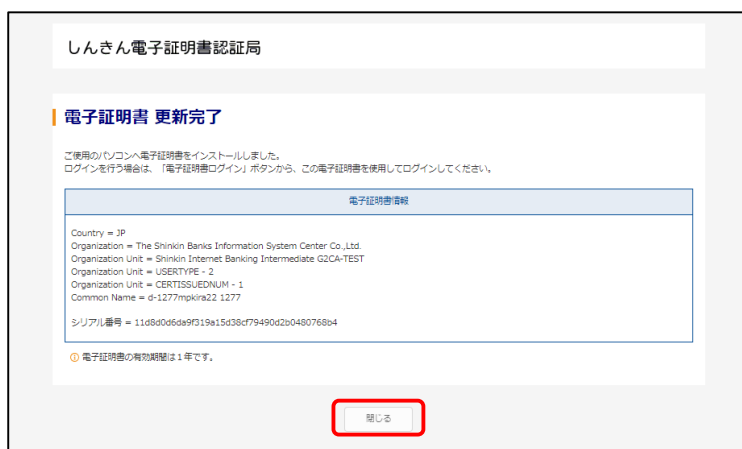 しんきん電子証明書認証局
電子証明書 更新完了
ご使用のパソコンへ電子証明書をインストールしました。
ログインを行う場合は、「電子証明書ログイン」ボタンから、この電子証明書を使用してログインしてください。
電子証明書情報
Country = JP
Organization = The Shinkin Banks Information System Center Co.,Ltd.
Organization Unit = Shinkin Internet Banking Intermediate G2CA-TEST
Organization Unit = USERTYPE - 2
Organization Unit = CERTISSUEDNUM - 1
Common Name = d-1277mpkira22 1277
シリアル番号 = 11d8d0d6da9f319a15d38cf79490d2b0480768b4
電子証明書の有効期間は1年です。
閉じる